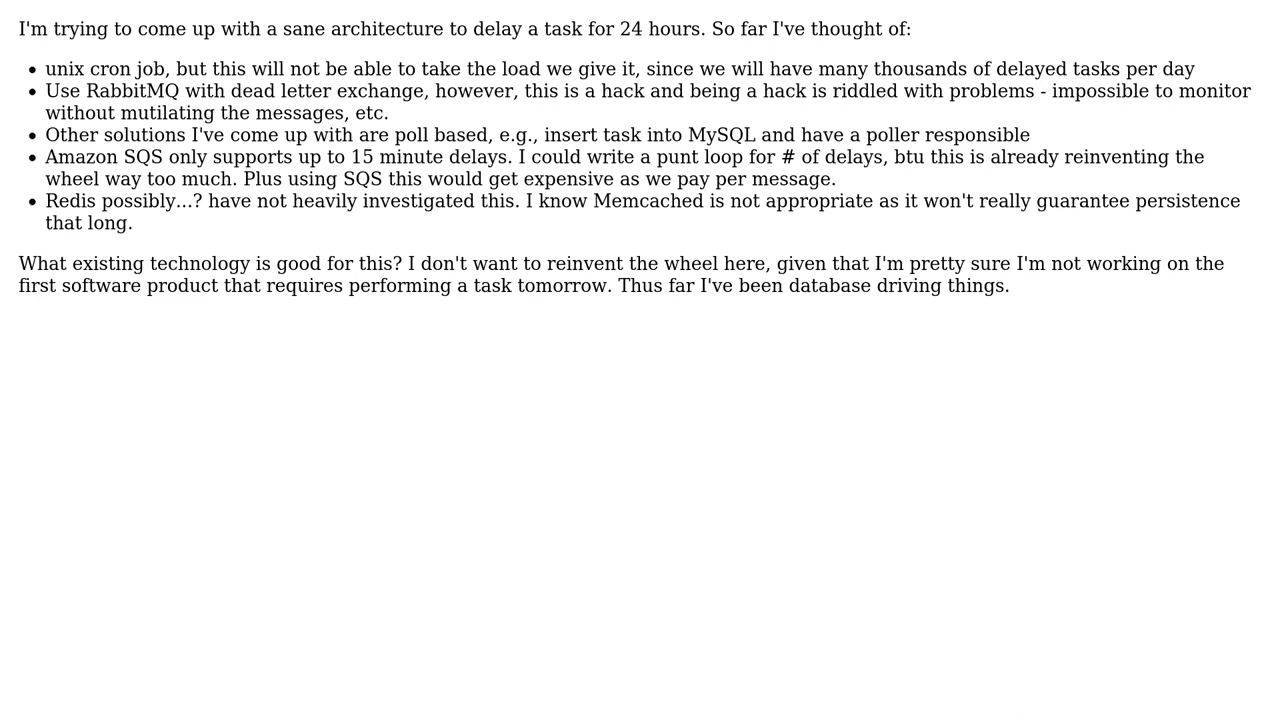 I'm trying to come up with a sane architecture to delay a task for 24 hours. So far I've thought of:
• unix cron job, but this will not be able to take the load we give it, since we will have many thousands of delayed tasks per day
• Use RabbitMQ with dead letter exchange, however, this is a hack and being a hack is riddled with problems - impossible to monitor
without mutilating the messages, etc.
• Other solutions I've come up with are poll based, e.g., insert task into MySQL and have a poller responsible
• Amazon SQS only supports up to 15 minute delays. I could write a punt loop for # of delays, btu this is already reinventing the
wheel way too much. Plus using SQS this would get expensive as we pay per message.
• Redis possibly...? have not heavily investigated this. I know Memcached is not appropriate as it won't really guarantee persistence
that long.
What existing technology is good for this? I don't want to reinvent the wheel here, given that I'm pretty sure I'm not working on the
first software product that requires performing a task tomorrow. Thus far I've been database driving things.